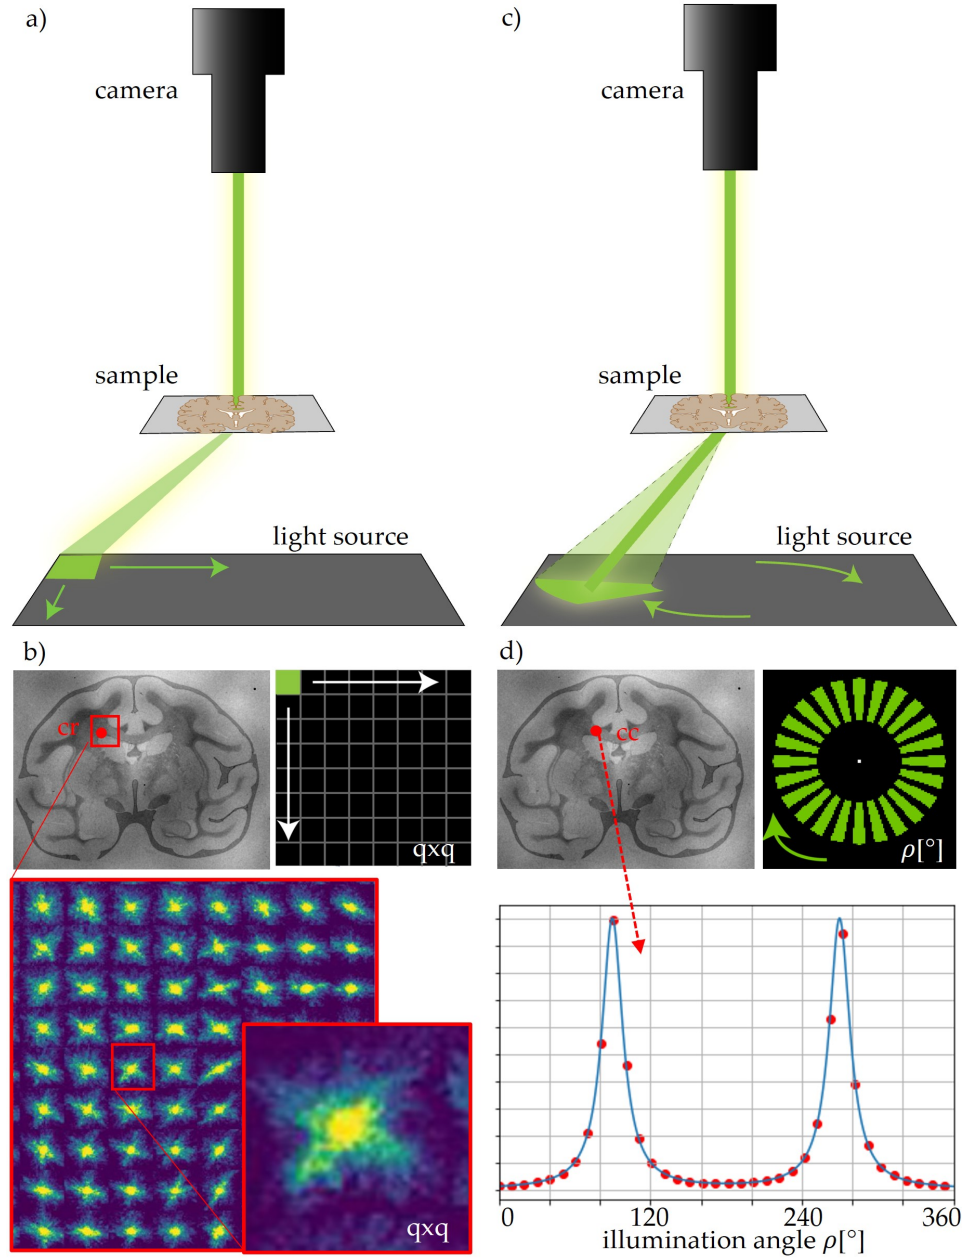 a)
camera
sample
light source
b)
cr
qxq
qxq
c)
camera
sample
light source
d)
cc
ρ[°]
0 120 240 360
illumination angle ρ[°]